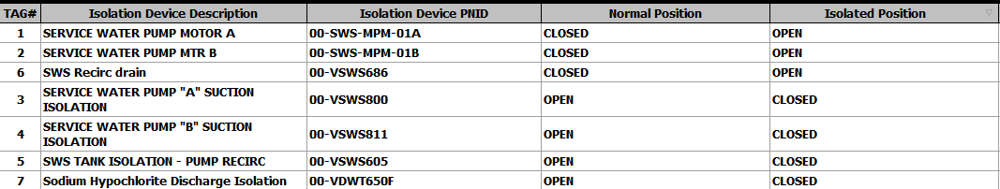 TAG# Isolation Device Description Isolation Device PNID Normal Position Isolated Position
1 SERVICE WATER PUMP MOTOR A 00-SWS-MPM-01A CLOSED OPEN
2 SERVICE WATER PUMP MTR B 00-SWS-MPM-01B CLOSED OPEN
6 SWS Recirc drain 00-VSWS686 CLOSED OPEN
3 SERVICE WATER PUMP "A" SUCTION
ISOLATION 00-VSWS800 OPEN CLOSED
4 SERVICE WATER PUMP "B" SUCTION
ISOLATION 00-VSWS811 OPEN CLOSED
5 SWS TANK ISOLATION - PUMP RECIRC 00-VSWS605 OPEN CLOSED
7 Sodium Hypochlorite Discharge Isolation 00-VDWT650F OPEN CLOSED